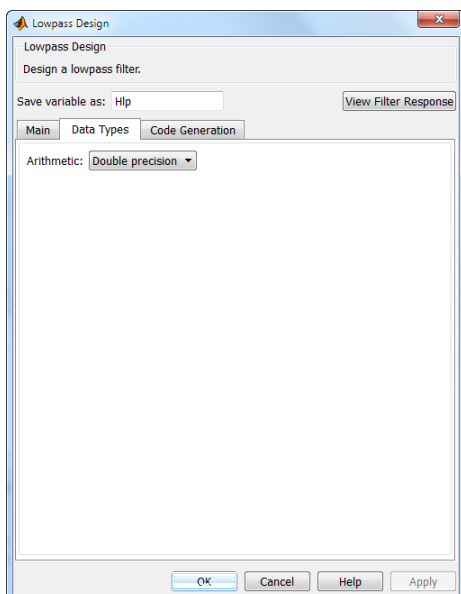 Lowpass Design
Lowpass Design
Design a lowpass filter.
Save variable as: Hlp View Filter Response
Main Data Types Code Generation
Arithmetic: Double precision
OK Cancel Help Apply